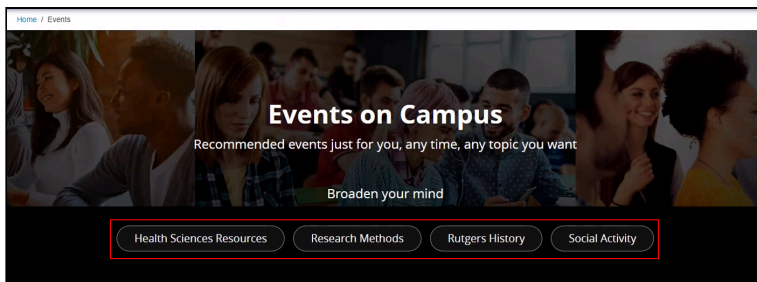 Home / Events
Events on Campus
Recommended events just for you, any time, any topic you want
Broaden your mind
Health Sciences Resources Research Methods Rutgers History Social Activity